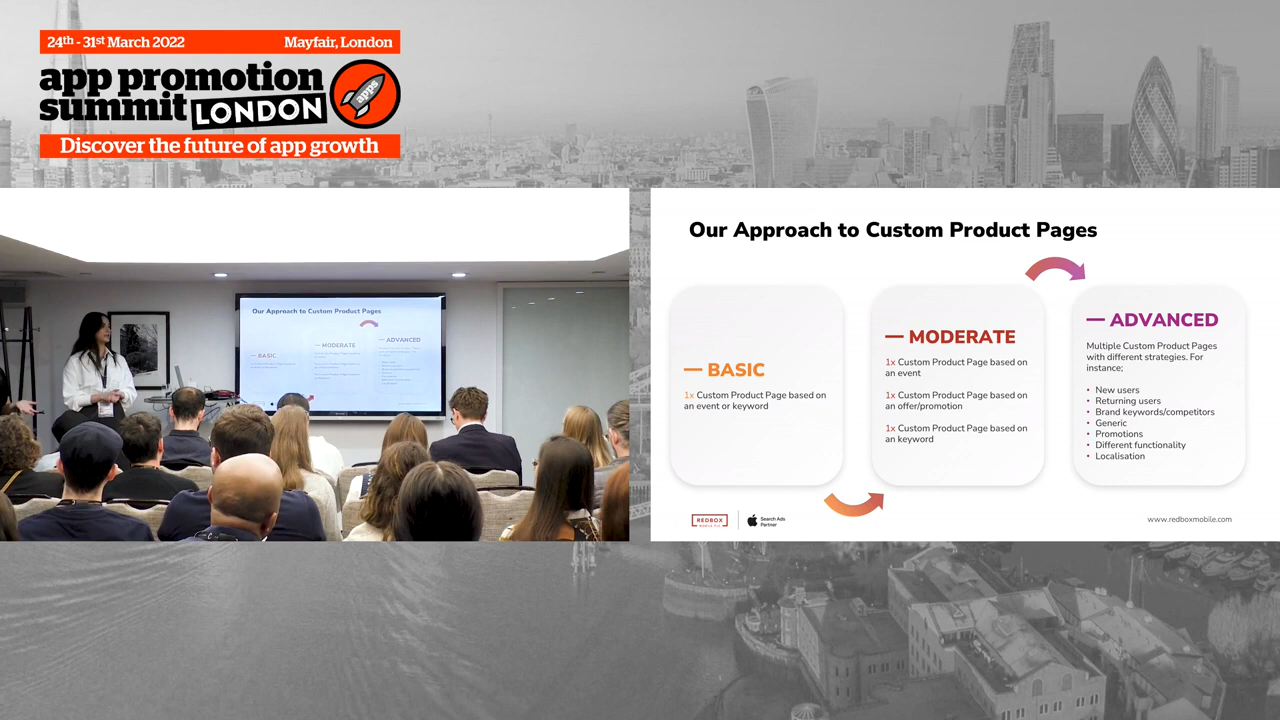 24th - 31st March 2022
Mayfair, London
app promotion
summit LONDON
apps
Discover the future of app growth
Our Approach to Custom Product Pages
— BASIC
— MODERATE
— ADVANCED
Our Approach to Custom Product Pages
— BASIC
1x Custom Product Page based on
an event or keyword
— MODERATE
1x Custom Product Page based on
an event
1x Custom Product Page based on
an offer/promotion
1x Custom Product Page based on
an keyword
— ADVANCED
Multiple Custom Product Pages
with different strategies. For
instance;
• New users
• Returning users
• Brand keywords/competitors
• Generic
• Promotions
• Different functionality
• Localisation
REDBOX
Search Ads
Partner
www.redboxmobile.com